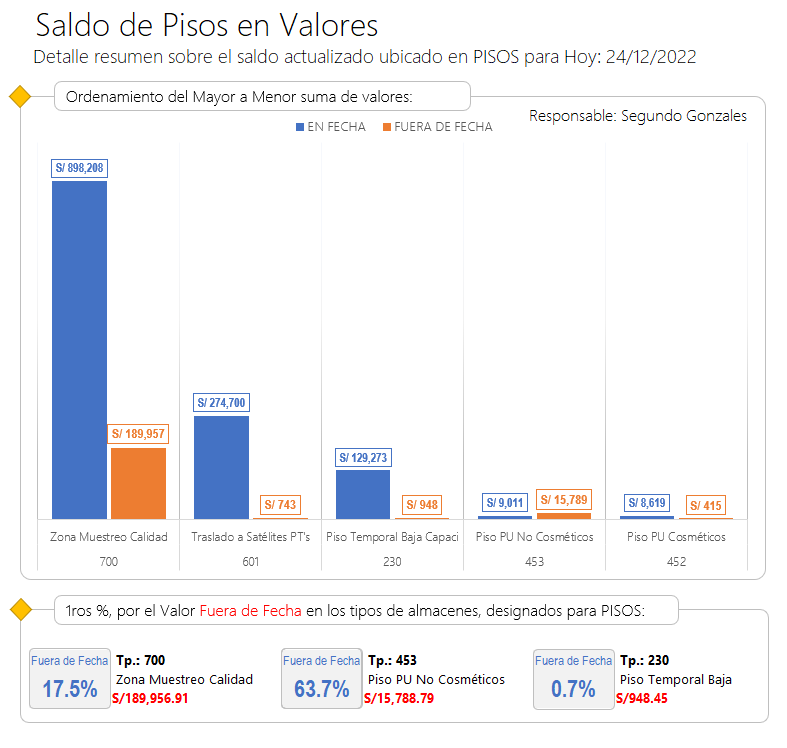 Saldo de Pisos en Valores
Detalle resumen sobre el saldo actualizado ubicado en PISOS para Hoy: 24/12/2022
Ordenamiento del Mayor a Menor suma de valores:
Responsable: Segundo Gonzales
EN FECHA FUERA DE FECHA
S/ 898,208
S/ 189,957
S/ 274,700
S/ 743
S/ 129,273
S/ 948
S/ 9,011
S/ 15,789
S/ 8,619
S/ 415
Zona Muestreo Calidad Traslado a Satélites PT's Piso Temporal Baja Capaci Piso PU No Cosméticos Piso PU Cosméticos
700 601 230 453 452
1ros %, por el Valor Fuera de Fecha en los tipos de almacenes, designados para PISOS:
Fuera de Fecha
17.5%
Tp.: 700
Zona Muestreo Calidad
S/189,956.91
Fuera de Fecha
63.7%
Tp.: 453
Piso PU No Cosméticos
S/15,788.79
Fuera de Fecha
0.7%
Tp.: 230
Piso Temporal Baja
S/948.45